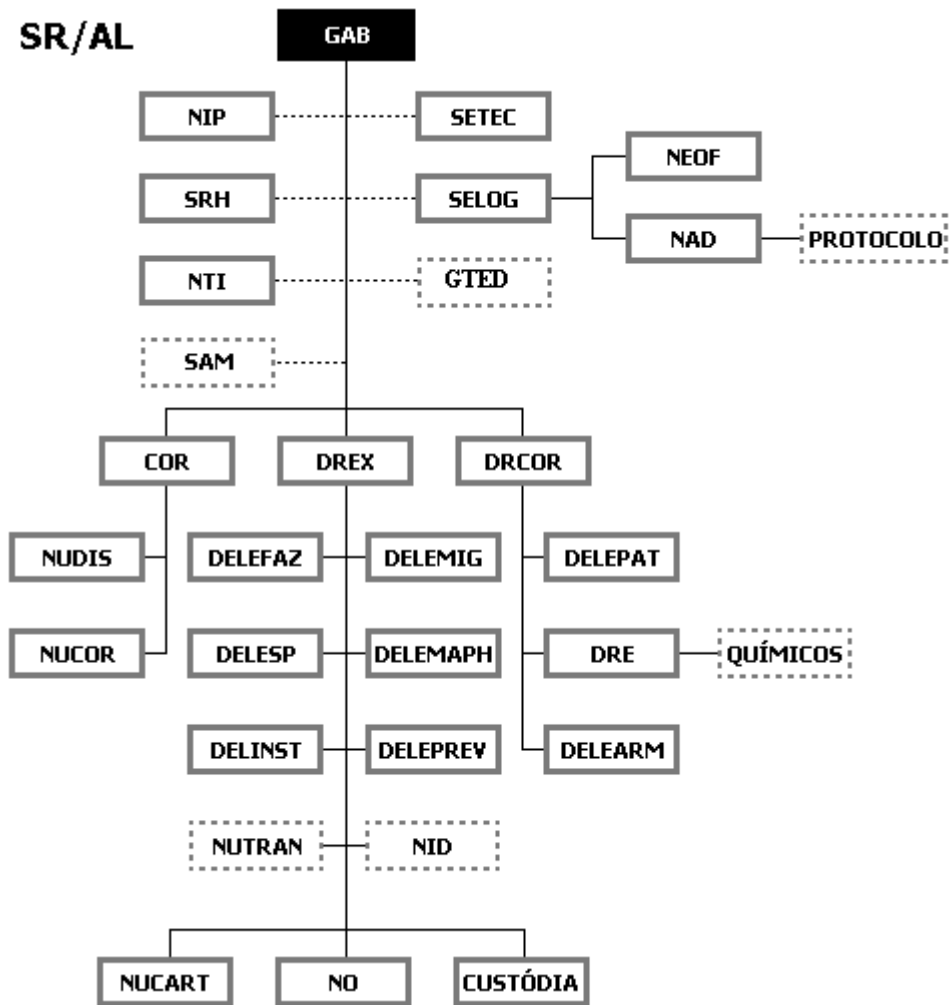 SR/AL
GAB
NIP
SETEC
NEOF
SRH
SELOG
NAD
PROTOCOLO
NTI
GTED
SAM
COR
DREX
DRCOR
NUDIS
DELEFAZ
DELEMIG
DELEPAT
NUCOR
DELESP
DELEMAPH
DRE
QUÍMICOS
DELINST
DELEPREV
DELEARM
NUTRAN
NID
NUCART
NO
CUSTÓDIA